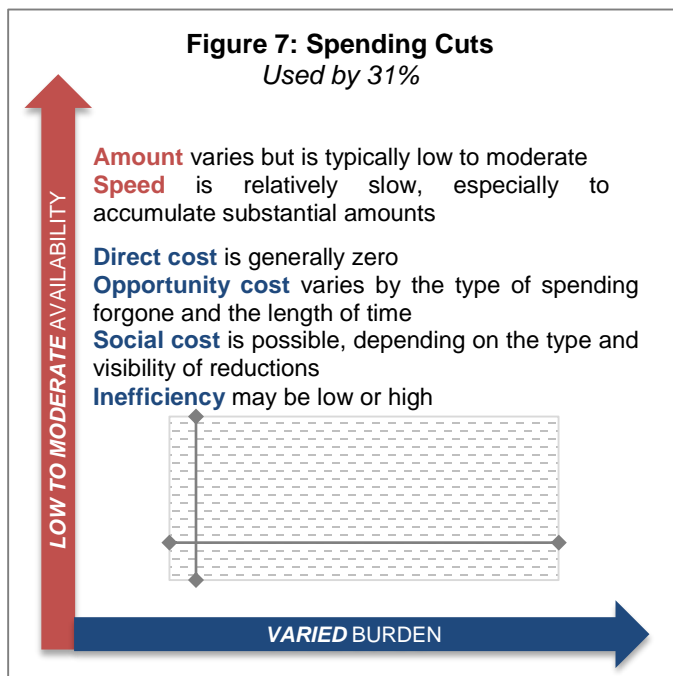 Figure 7: Spending Cuts
Used by 31%
Amount varies but is typically low to moderate
Speed is relatively slow, especially to
accumulate substantial amounts
Direct cost is generally zero
Opportunity cost varies by the type of spending
forgone and the length of time
Social cost is possible, depending on the type and
visibility of reductions
Inefficiency may be low or high
LOW TO MODERATE AVAILABILITY
VARIED BURDEN